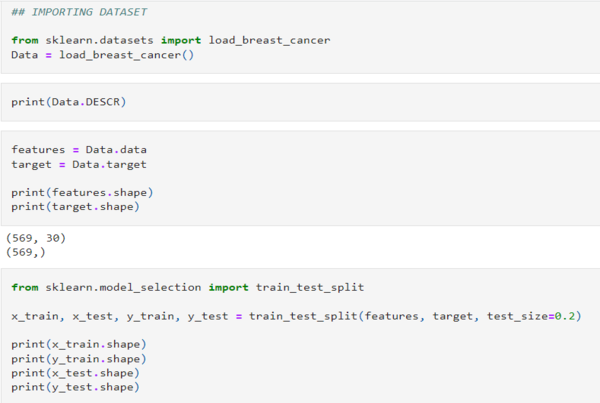 ## IMPORTING DATASET
from sklearn.datasets import load_breast_cancer
Data = load_breast_cancer()
print(Data.DESCR)
features = Data.data
target = Data.target
print(features.shape)
print(target.shape)
(569, 30)
(569,)
from sklearn.model_selection import train_test_split
x_train, x_test, y_train, y_test = train_test_split(features, target, test_size=0.2)
print(x_train.shape)
print(y_train.shape)
print(x_test.shape)
print(y_test.shape)